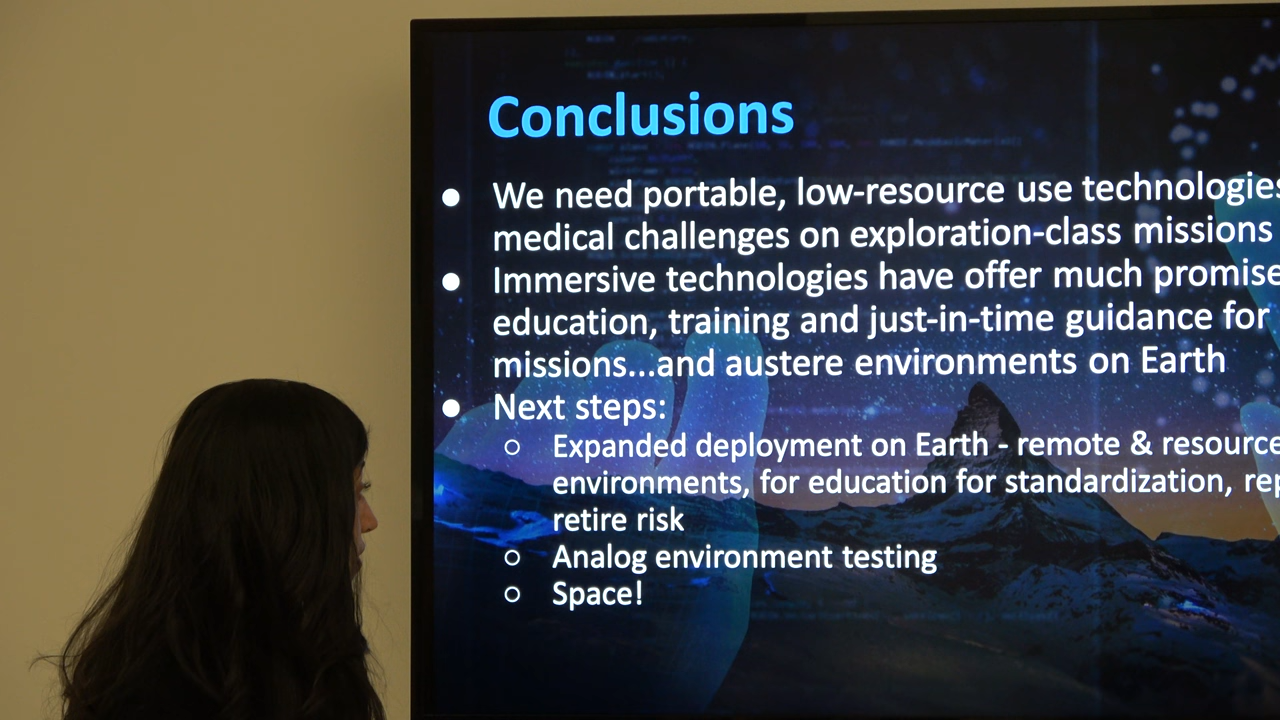 Conclusions
● We need portable, low-resource use technologies
medical challenges on exploration-class missions
● Immersive technologies have offer much promise
education, training and just-in-time guidance for
missions...and austere environments on Earth
● Next steps:
○ Expanded deployment on Earth - remote & resource
environments, for education for standardization,
retire risk
○ Analog environment testing
○ Space!